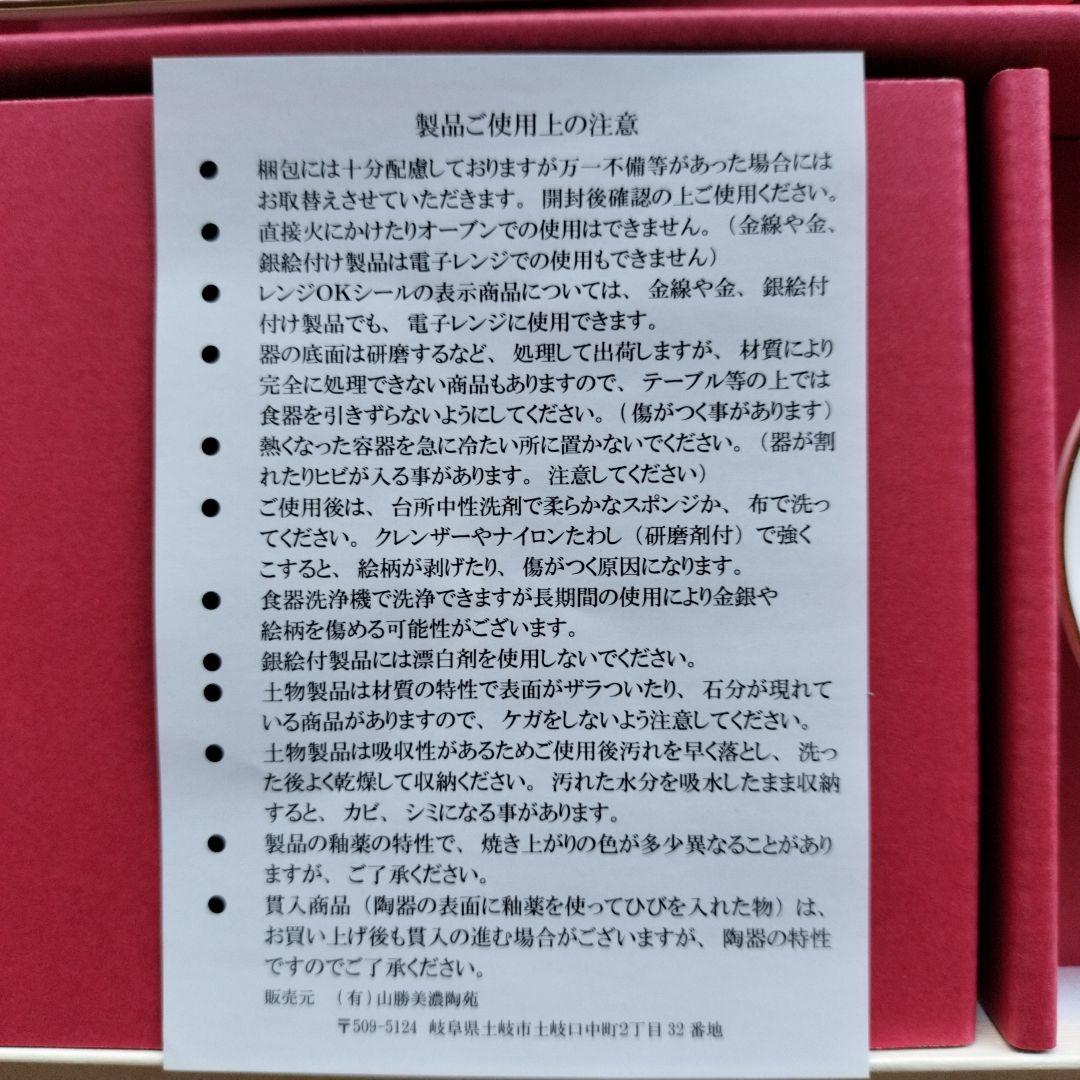 製品ご使用上の注意
● 梱包には十分配慮しておりますが万一不備等があった場合には
お取替えさせていただきます。開封後確認の上ご使用ください。
● 直接火にかけたりオーブンでの使用はできません。（金線や金、
銀絵付け製品は電子レンジでの使用もできません）
● レンジOKシールの表示商品については、金線や金、銀絵付
付け製品でも、電子レンジに使用できます。
● 器の底面は研磨するなど、処理して出荷しますが、材質により
完全に処理できない商品もありますので、テーブル等の上では
食器を引きずらないようにしてください。（傷がつく事があります）
● 熱くなった容器を急に冷たい所に置かないでください。（器が割
れたりヒビが入る事があります。注意してください）
● ご使用後は、台所中性洗剤で柔らかなスポンジか、布で洗っ
てください。クレンザーやナイロンたわし（研磨剤付）で強く
こすると、絵柄が剥げたり、傷がつく原因になります。
● 食器洗浄機で洗浄できますが長期間の使用により金銀や
絵柄を傷める可能性がございます。
● 銀絵付製品には漂白剤を使用しないでください。
● 土物製品は材質の特性で表面がザラついたり、石分が現れて
いる商品がありますので、ケガをしないよう注意してください。
● 土物製品は吸収性があるためご使用後汚れを早く落とし、洗っ
た後よく乾燥して収納ください。汚れた水分を吸水したまま収納
すると、カビ、シミになる事があります。
● 製品の釉薬の特性で、焼き上がりの色が多少異なることがあり
ますが、ご了承ください。
● 貫入商品（陶器の表面に釉薬を使ってひびを入れた物）は、
お買い上げ後も貫入の進む場合がございますが、陶器の特性
ですのでご了承ください。
販売元 （有）山勝美濃陶苑
〒509-5124 岐阜県土岐市土岐口中町2丁目32番地